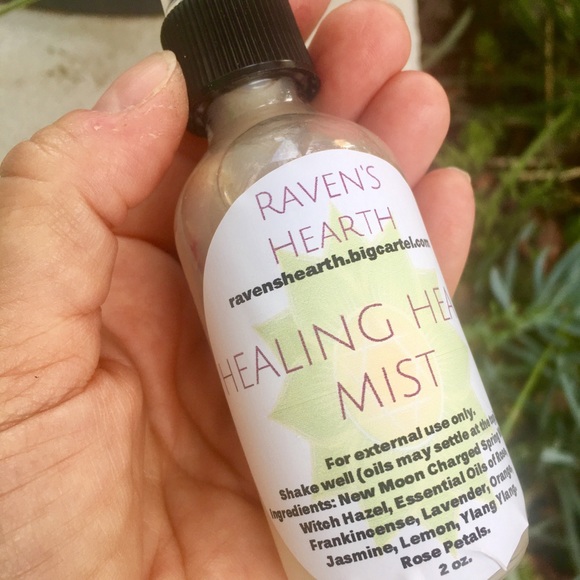 RAVEN'S
HEARTH
ravenshearth.bigcartel.com
HEALING
MIST
For external use only.
Shake well (oils may settle at the
Ingredients: New Moon Charged Spring
Witch Hazel, Essential Oils of Rose
Frankincense, Lavender, Orange
Jasmine, Lemon, Ylang Ylang
Rose Petals.
2 oz.